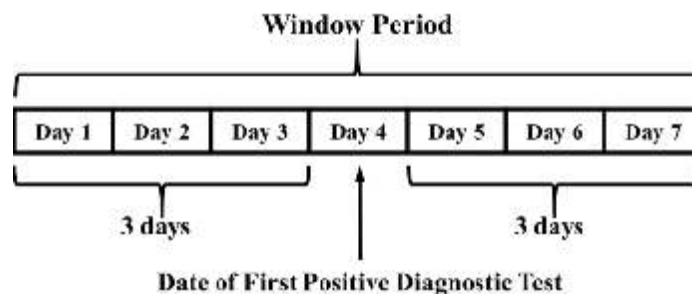 Window Period
Day 1 Day 2 Day 3 Day 4 Day 5 Day 6 Day 7
3 days 3 days
Date of First Positive Diagnostic Test